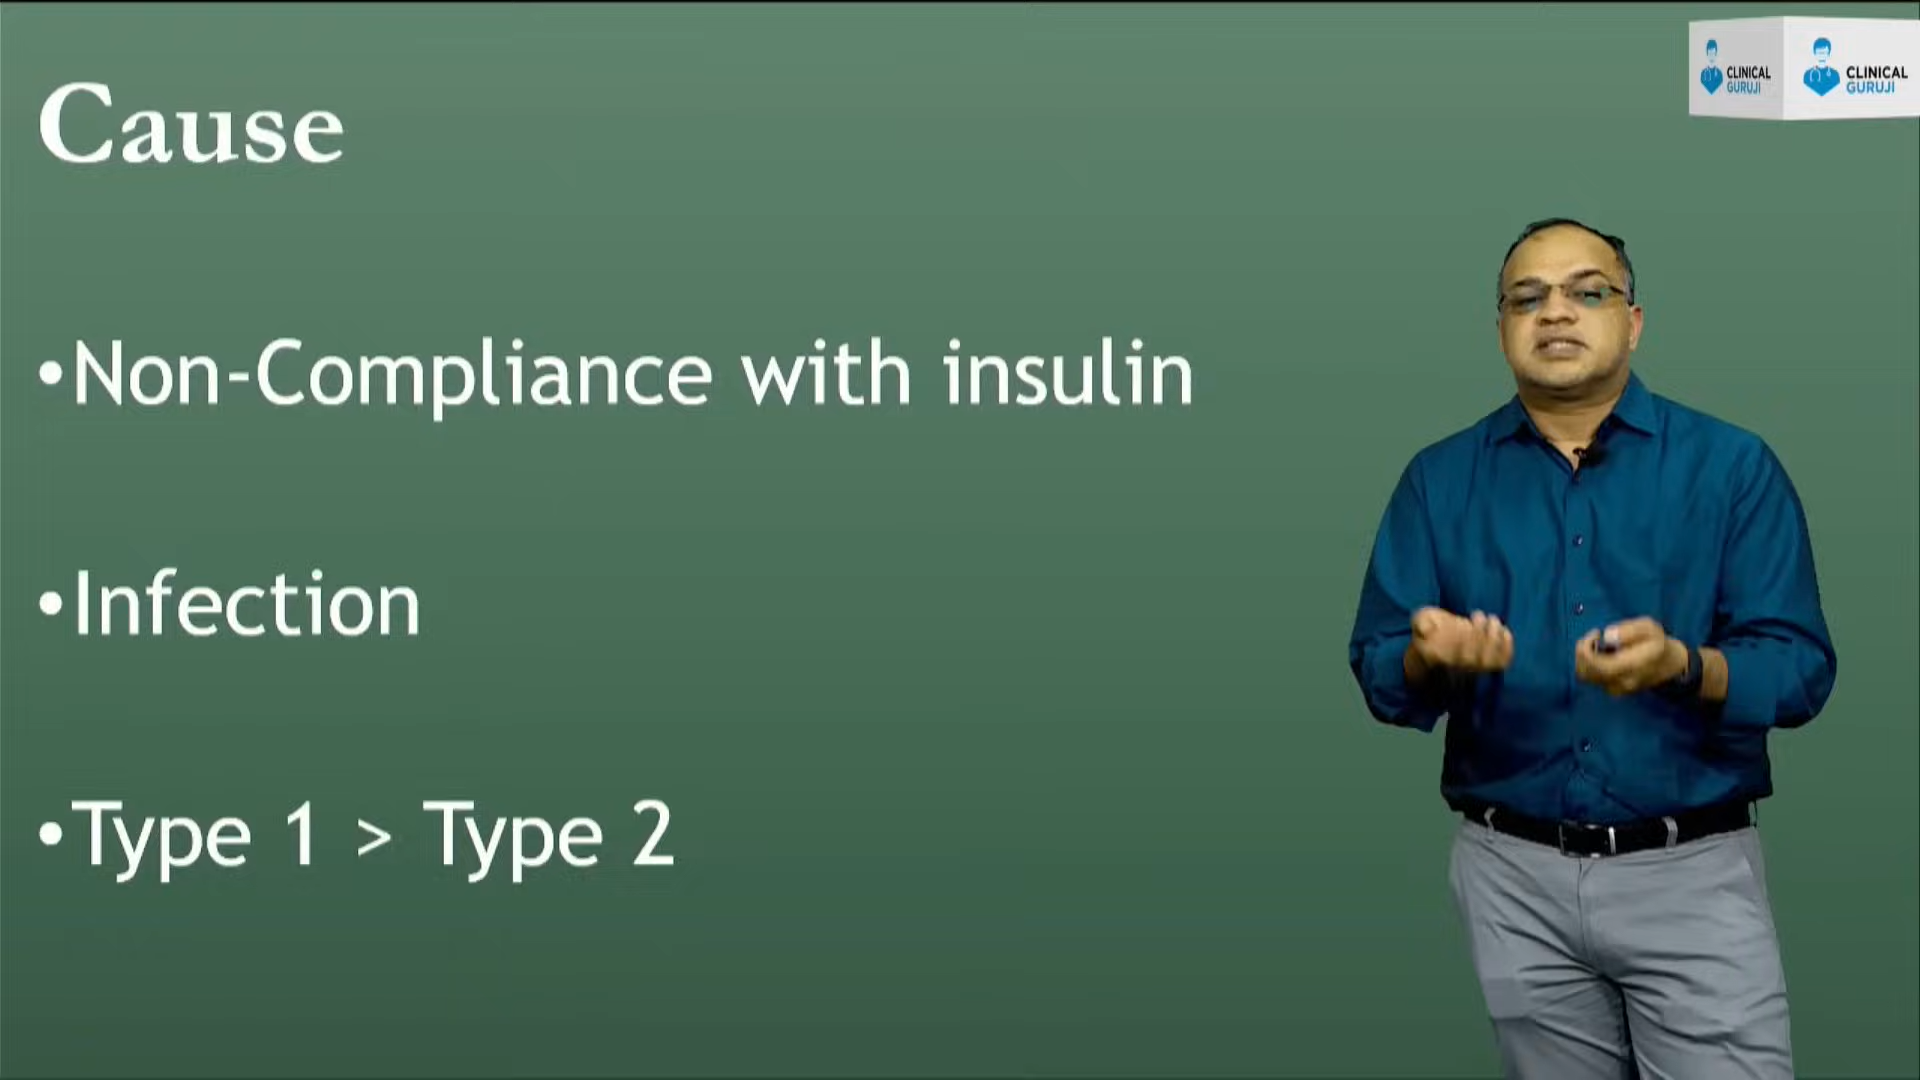 Cause
•Non-Compliance with insulin
•Infection
•Type 1 > Type 2
CLINICAL
GURUJI
CLINICAL
GURUJI